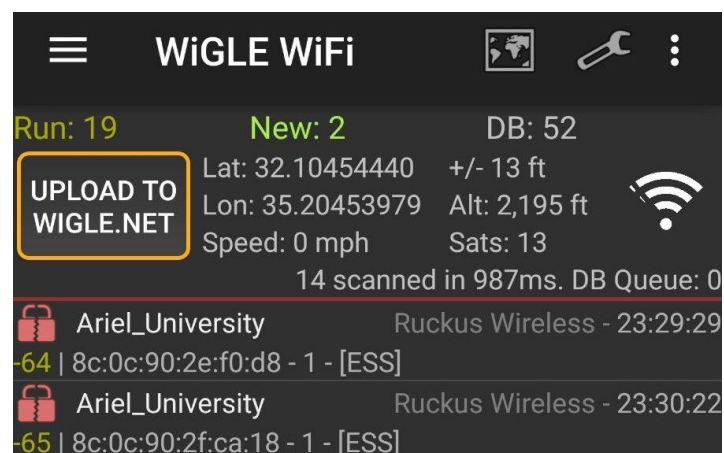 WiGLE WiFi
Run: 19 New: 2 DB: 52
UPLOAD TO
WIGLE.NET
Lat: 32.10454440 +/- 13 ft
Lon: 35.20453979 Alt: 2,195 ft
Speed: 0 mph Sats: 13
14 scanned in 987ms. DB Queue: 0
Ariel_University Ruckus Wireless - 23:29:29
-64 | 8c:0c:90:2e:f0:d8 - 1 - [ESS]
Ariel_University Ruckus Wireless - 23:30:22
-65 | 8c:0c:90:2f:ca:18 - 1 - [ESS]